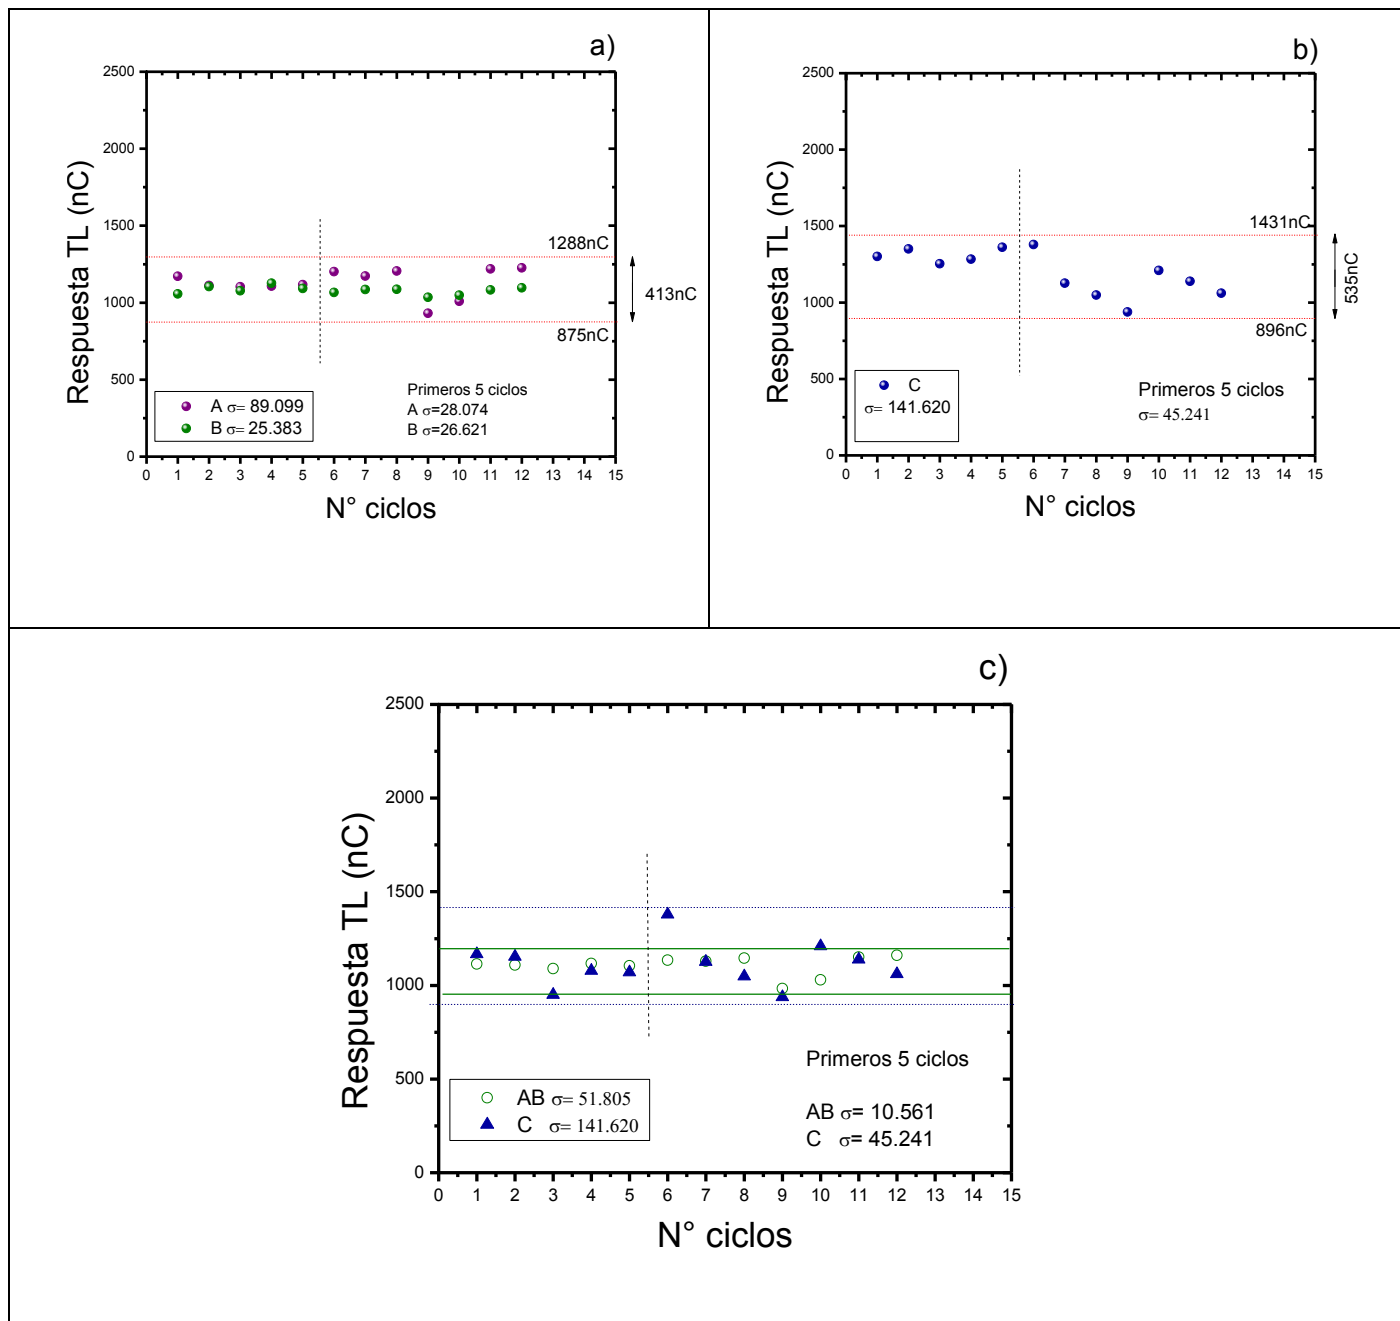 a)
2500
2000
1500
1000
500
0
Respuesta TL (nC)
1288nC
413nC
875nC
A σ= 89.099
B σ= 25.383
Primeros 5 ciclos
A σ=28.074
B σ=26.621
0 1 2 3 4 5 6 7 8 9 10 11 12 13 14 15
N° ciclos
b)
2500
2000
1500
1000
500
0
Respuesta TL (nC)
1431nC
535nC
896nC
C
σ= 141.620
Primeros 5 ciclos
σ= 45.241
0 1 2 3 4 5 6 7 8 9 10 11 12 13 14 15
N° ciclos
c)
2500
2000
1500
1000
500
0
Respuesta TL (nC)
AB σ= 51.805
C σ= 141.620
Primeros 5 ciclos
AB σ= 10.561
C σ= 45.241
0 1 2 3 4 5 6 7 8 9 10 11 12 13 14 15
N° ciclos